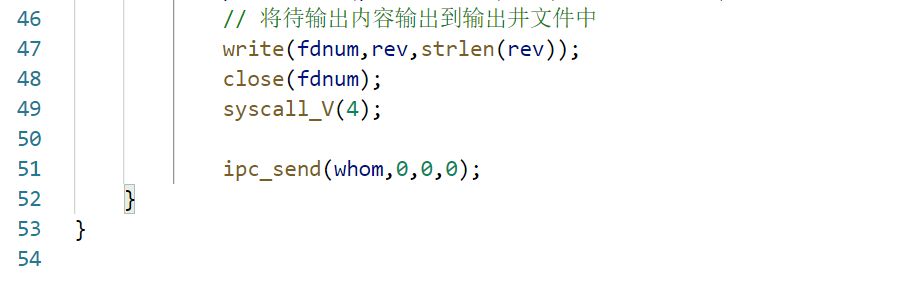 46 // 将待输出内容输出到输出井文件中
47 write(fdnum,rev,strlen(rev));
48 close(fdnum);
49 syscall_V(4);
50
51 ipc_send(whom,0,0,0);
52 }
53 }
54